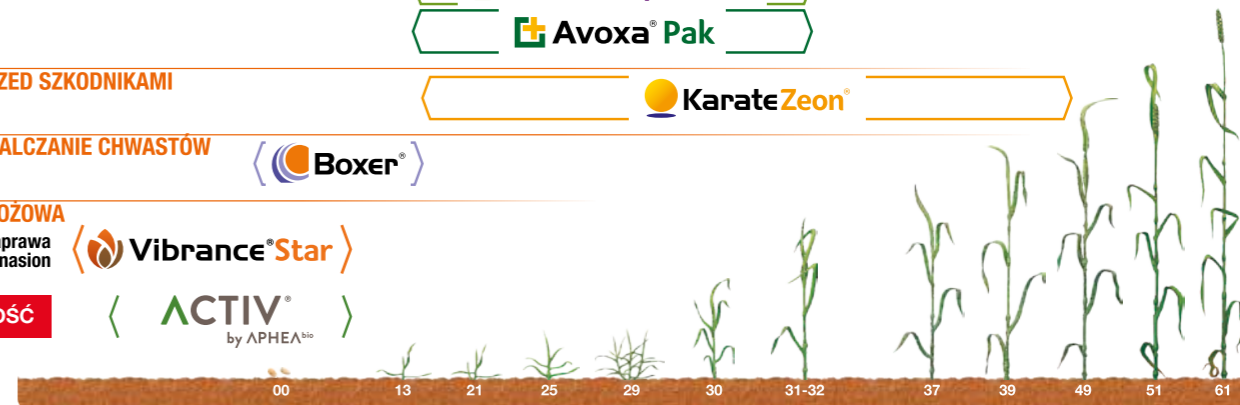 Avoxa® Pak
ZED SZKODNIKAMI
KarateZeon®
ALCZANIE CHWASTÓW
Boxer®
OŻOWA
prawa
nasion
Vibrance®Star
OŚĆ
ACTIV®
by APHEA bio
00 13 21 25 29 30 31-32 37 39 49 51 61